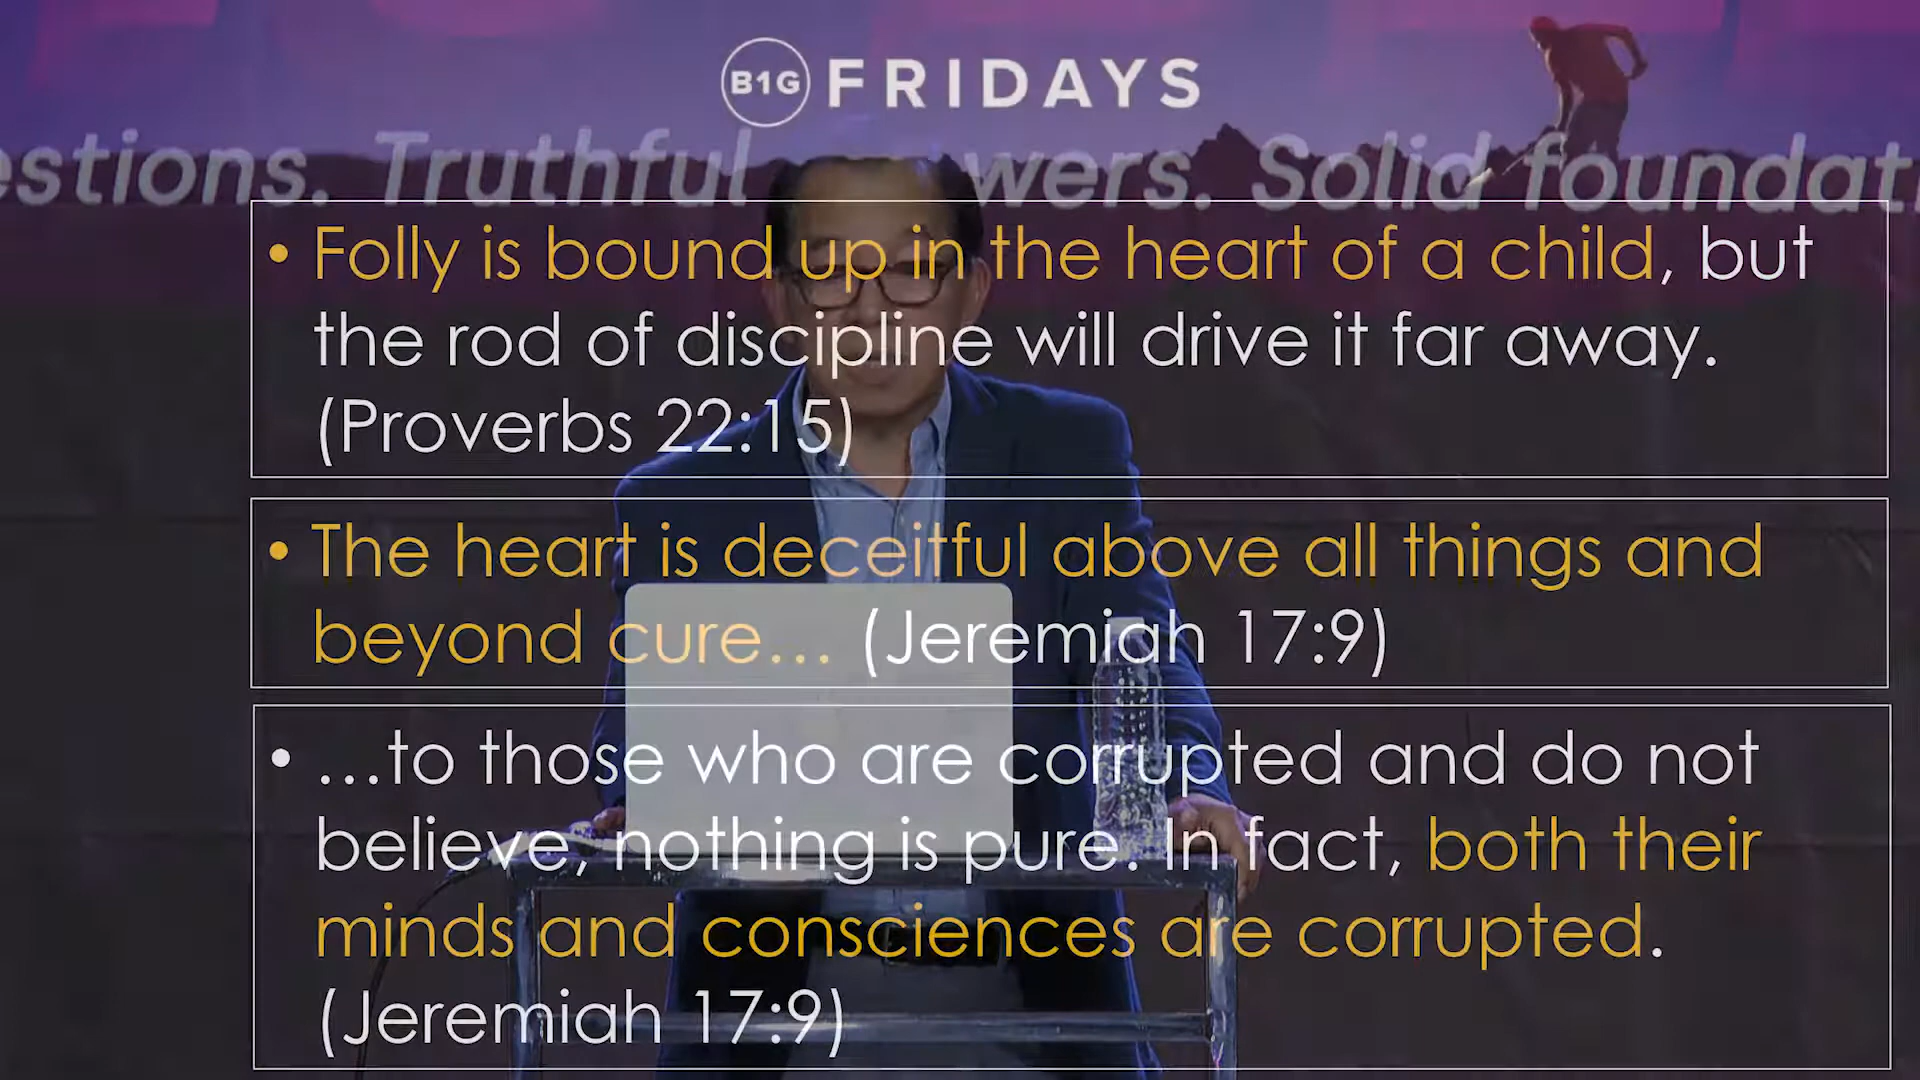 B1G FRIDAYS
estions. Truthful wers. Solid foundat
• Folly is bound up in the heart of a child, but
the rod of discipline will drive it far away.
(Proverbs 22:15)
• The heart is deceitful above all things and
beyond cure... (Jeremiah 17:9)
• ...to those who are corrupted and do not
believe, nothing is pure. In fact, both their
minds and consciences are corrupted.
(Jeremiah 17:9)